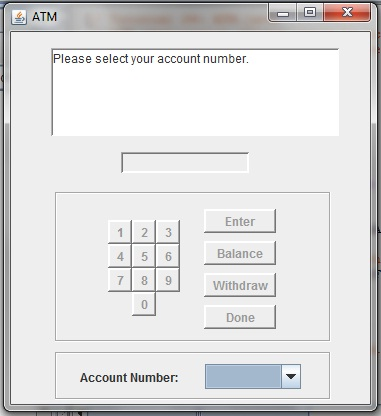 ATM
Please select your account number.
1 2 3
4 5 6
7 8 9
0
Enter
Balance
Withdraw
Done
Account Number: